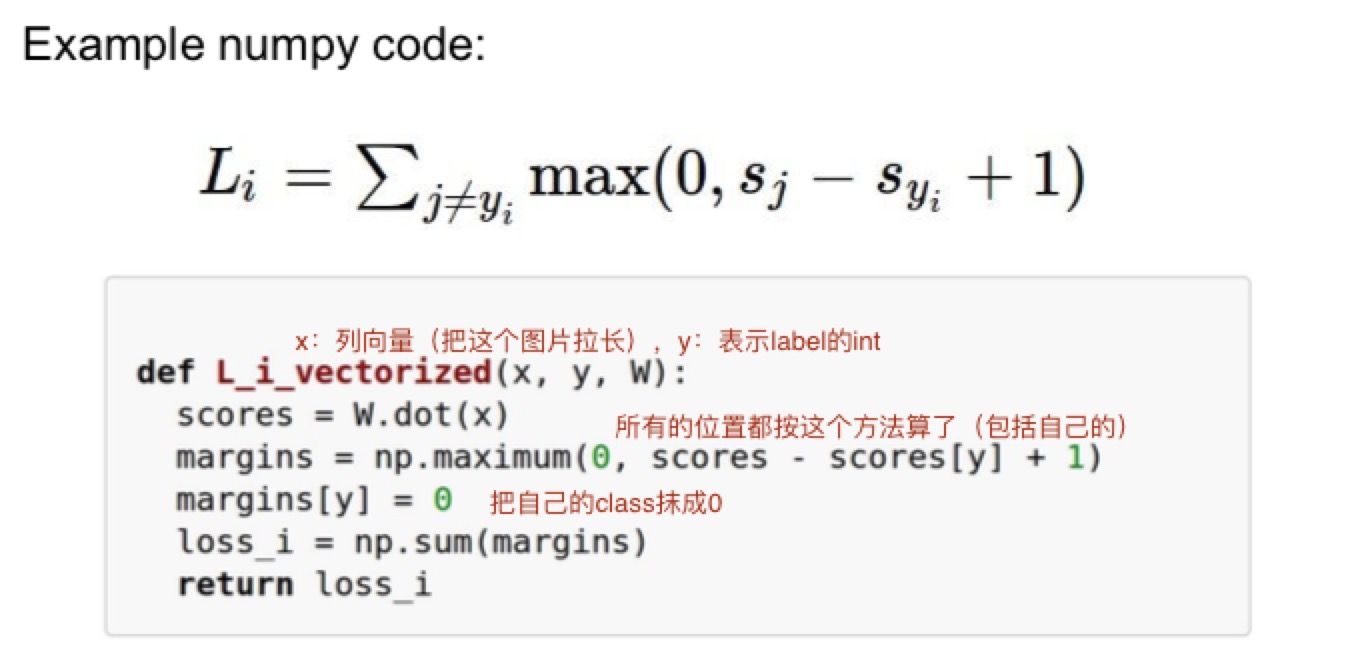 Example numpy code:
L_i = ∑_{j≠y_i} max(0, s_j − s_{y_i} + 1)
x：列向量（把这个图片拉长），y：表示label的int
def L_i_vectorized(x, y, W):
scores = W.dot(x)
所有的位置都按这个方法算了（包括自己的）
margins = np.maximum(0, scores - scores[y] + 1)
margins[y] = 0 把自己的class抹成0
loss_i = np.sum(margins)
return loss_i